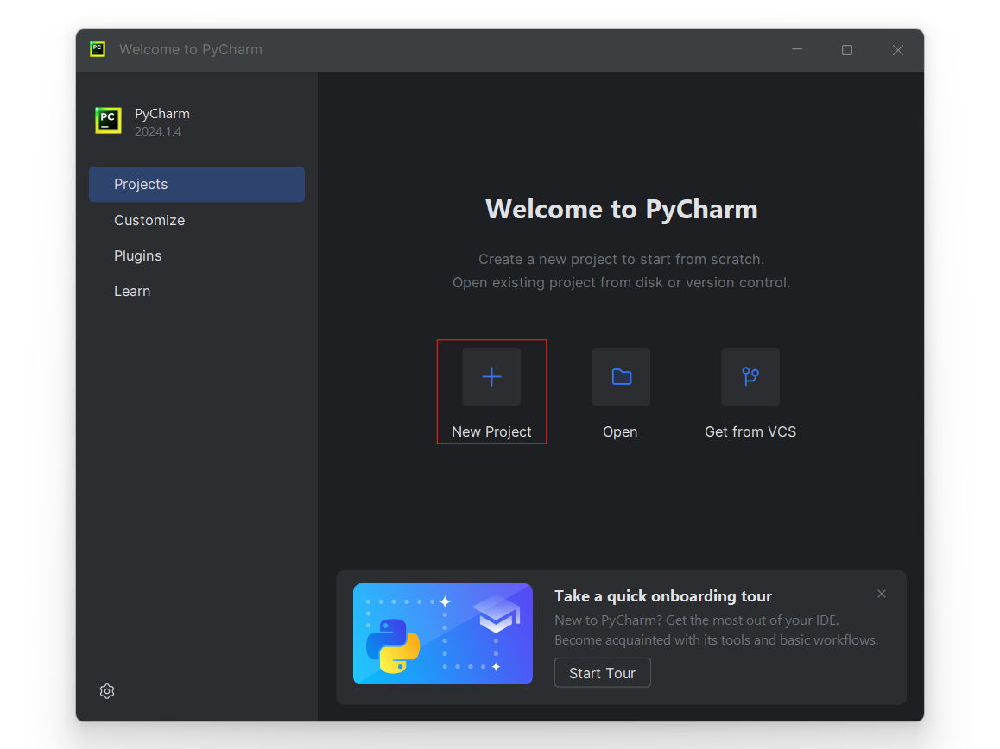 PC
Welcome to PyCharm
PC
PyCharm
2024.1.4
Projects
Customize
Plugins
Learn
Welcome to PyCharm
Create a new project to start from scratch.
Open existing project from disk or version control.
New Project
Open
Get from VCS
Take a quick onboarding tour
New to PyCharm? Get the most out of your IDE.
Become acquainted with its tools and basic workflows.
Start Tour